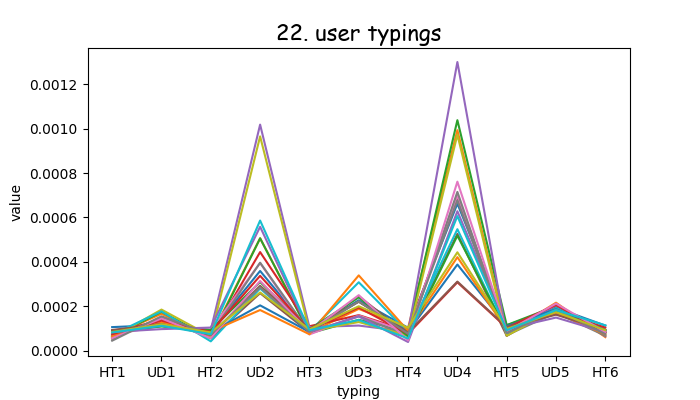 22. user typings
0.0012
0.0010
0.0008
0.0006
0.0004
0.0002
0.0000
value
HT1 UD1 HT2 UD2 HT3 UD3 HT4 UD4 HT5 UD5 HT6
typing